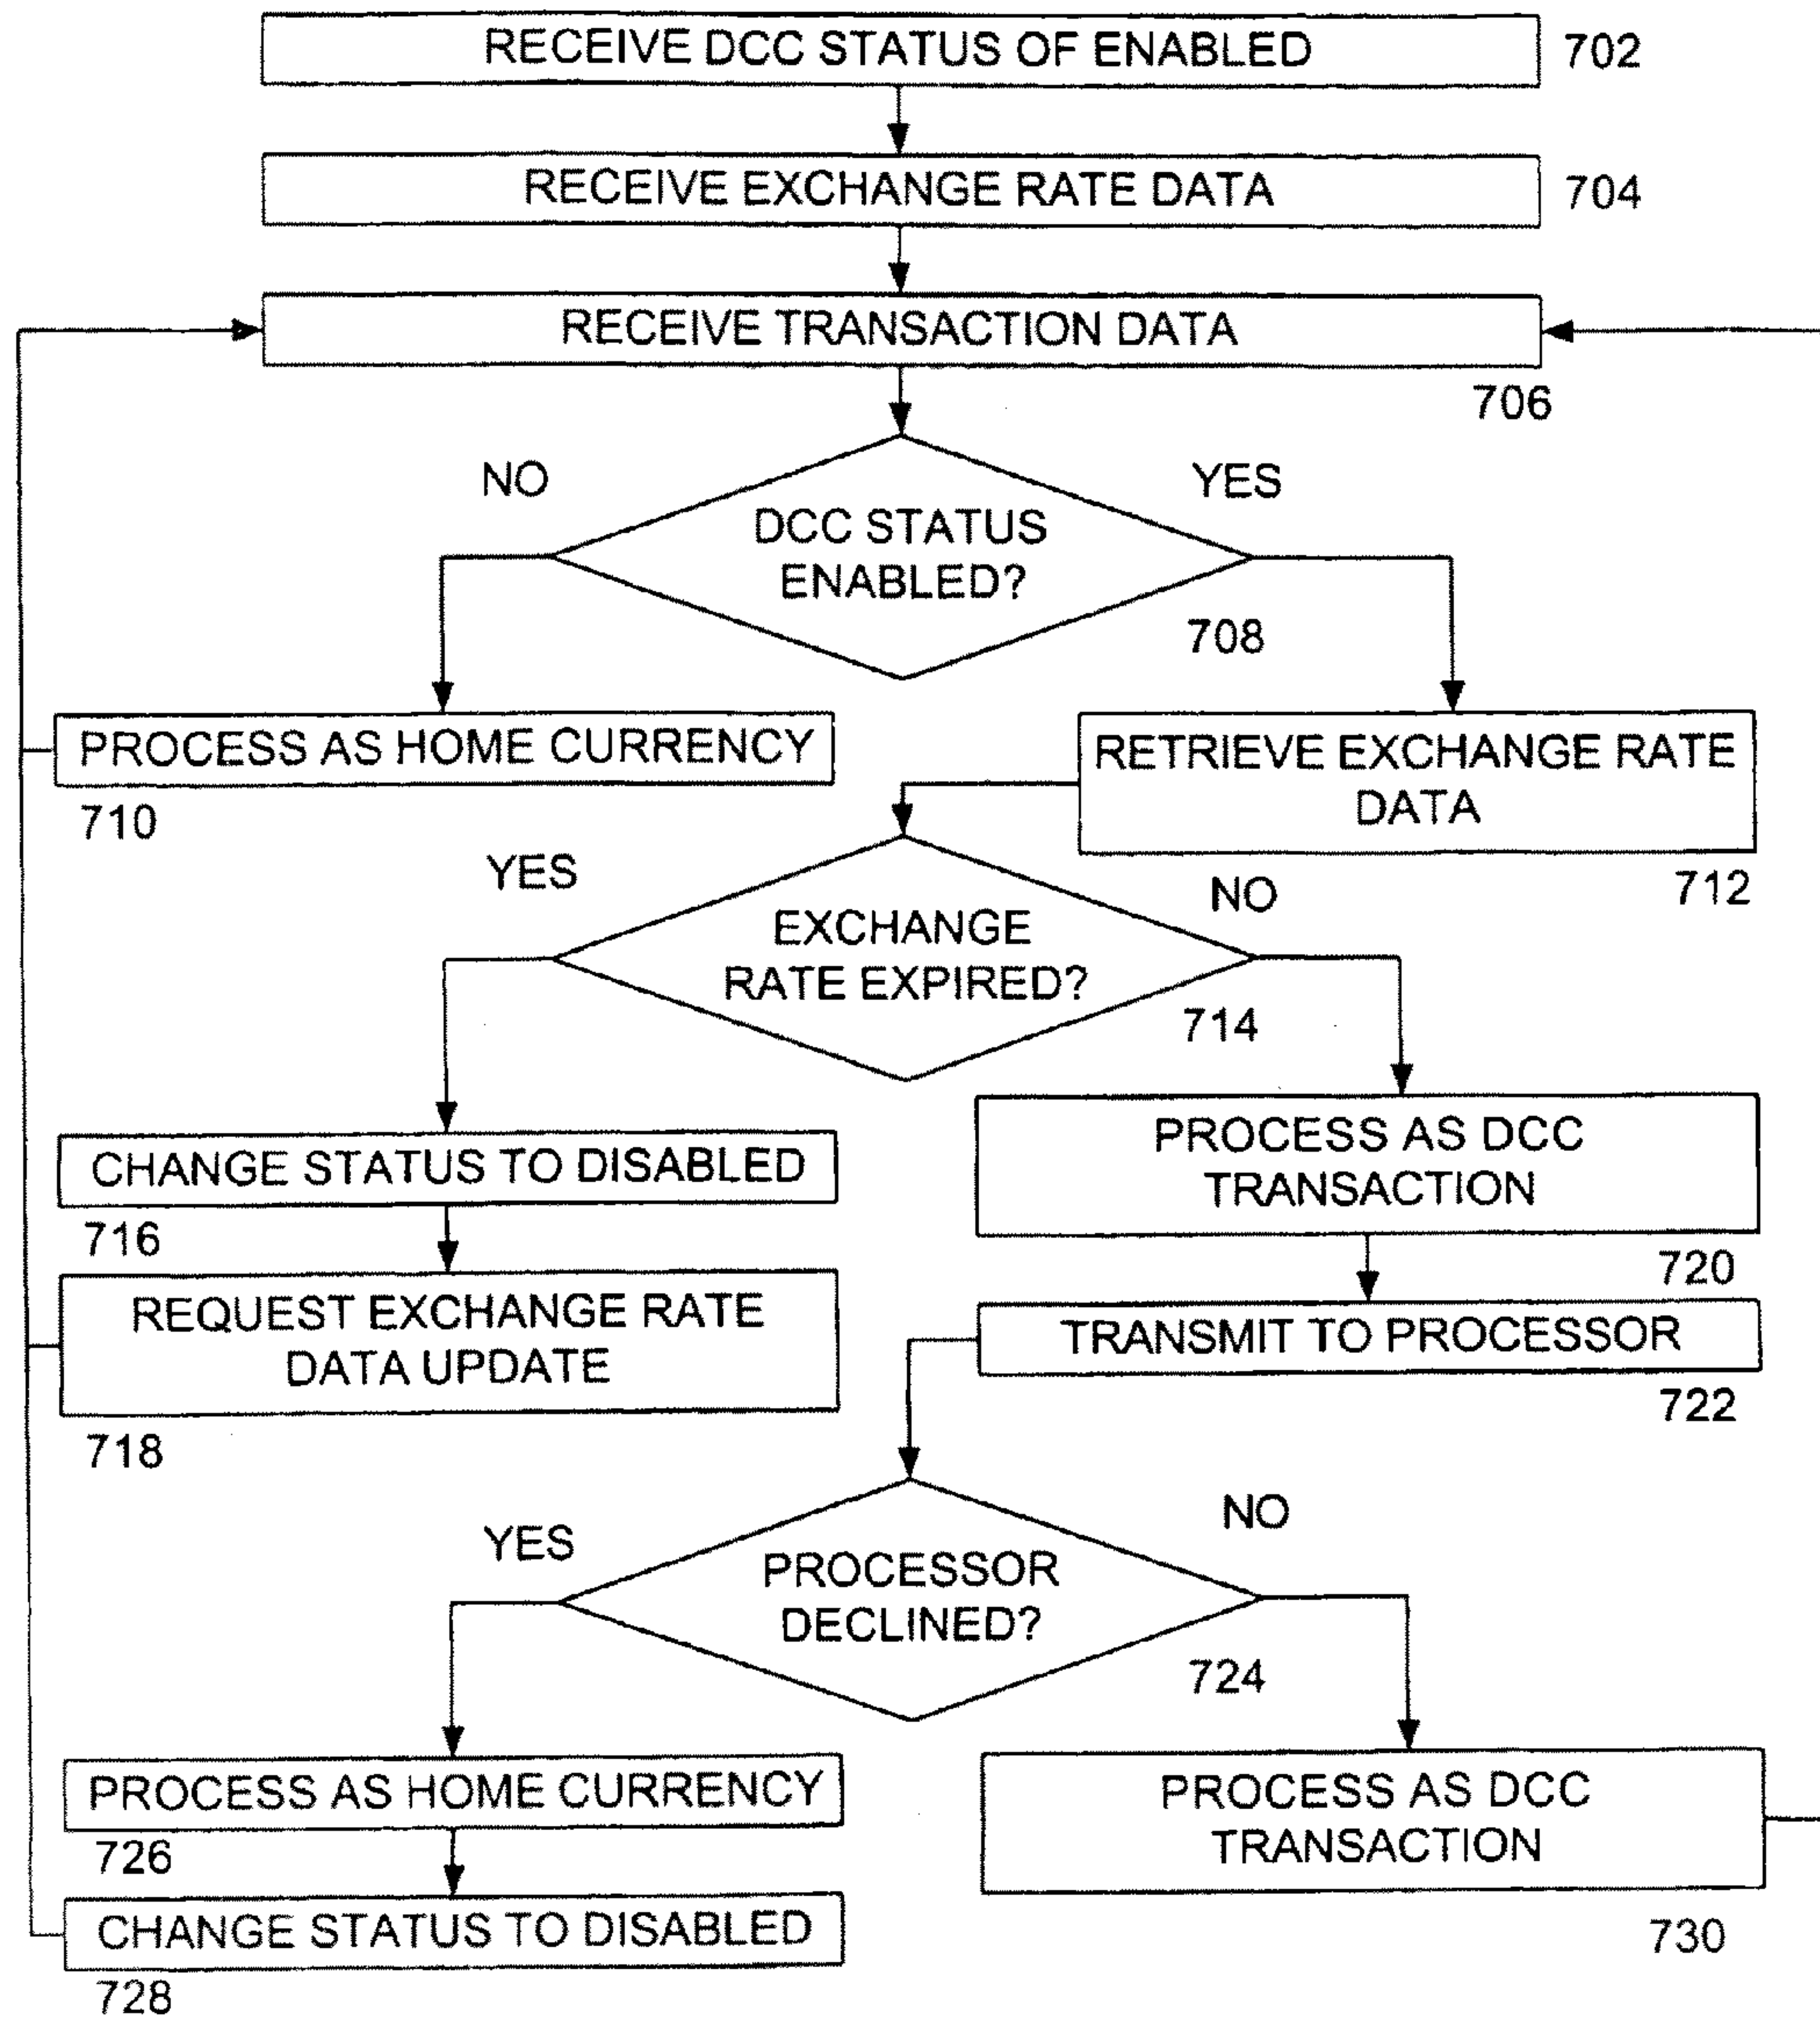 RECEIVE DCC STATUS OF ENABLED
702
RECEIVE EXCHANGE RATE DATA
704
RECEIVE TRANSACTION DATA
706
NO
YES
DCC STATUS
ENABLED?
708
PROCESS AS HOME CURRENCY
710
RETRIEVE EXCHANGE RATE
DATA
712
YES
NO
EXCHANGE
RATE EXPIRED?
714
CHANGE STATUS TO DISABLED
716
REQUEST EXCHANGE RATE
DATA UPDATE
718
PROCESS AS DCC
TRANSACTION
720
TRANSMIT TO PROCESSOR
722
YES
NO
PROCESSOR
DECLINED?
724
PROCESS AS HOME CURRENCY
726
CHANGE STATUS TO DISABLED
728
PROCESS AS DCC
TRANSACTION
730